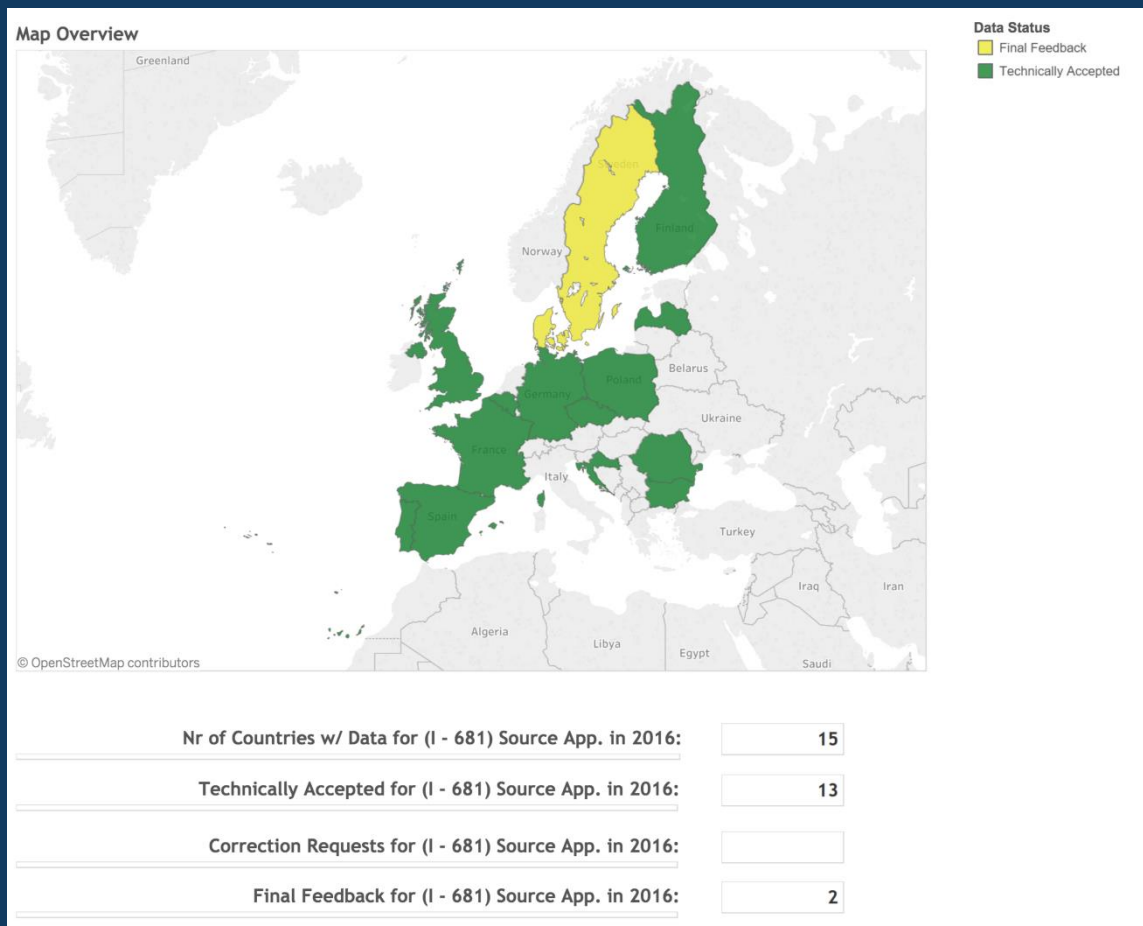 Map Overview
Data Status
Final Feedback
Technically Accepted
Greenland
Sweden
Finland
Norway
Belarus
Poland
Germany
Ukraine
France
Italy
Spain
Turkey
Iraq
Iran
Algeria
Libya
Egypt
Saudi
© OpenStreetMap contributors
Nr of Countries w/ Data for (I - 681) Source App. in 2016: 15
Technically Accepted for (I - 681) Source App. in 2016: 13
Correction Requests for (I - 681) Source App. in 2016:
Final Feedback for (I - 681) Source App. in 2016: 2